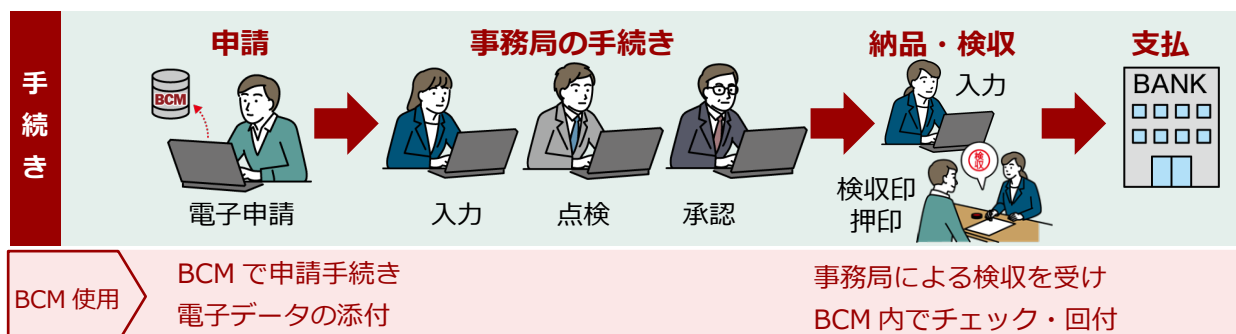 手続き
申請
事務局の手続き
納品・検収
支払
BCM
BANK
入力
検収
検収印
押印
電子申請
入力
点検
承認
BCM 使用
BCM で申請手続き
電子データの添付
事務局による検収を受け
BCM 内でチェック・回付